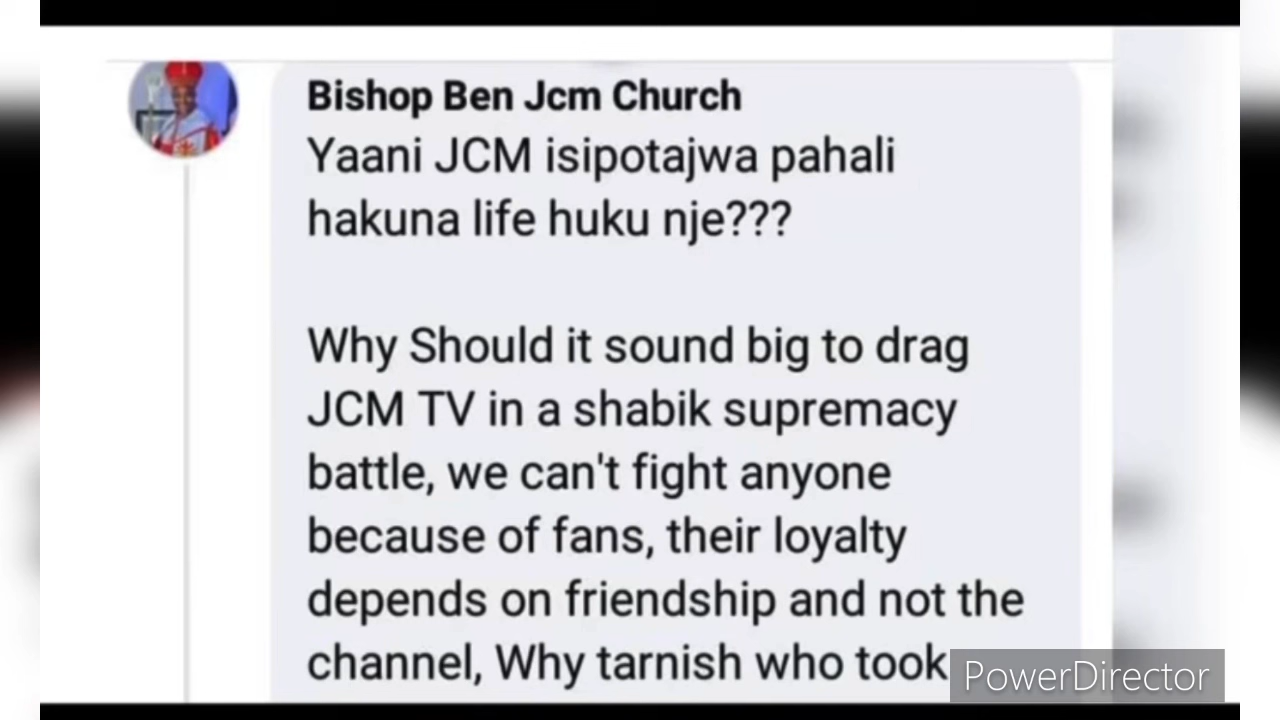 Bishop Ben Jcm Church
Yaani JCM isipotajwa pahali
hakuna life huku nje???
Why Should it sound big to drag
JCM TV in a shabik supremacy
battle, we can't fight anyone
because of fans, their loyalty
depends on friendship and not the
channel, Why tarnish who took
PowerDirector